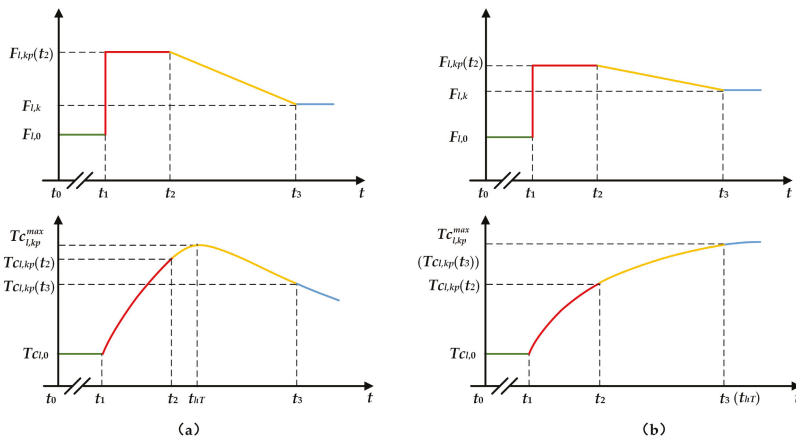 F_{l,kp}(t_2)
F_{l,k}
F_{l,0}
t_0
t_1
t_2
t_3
t
Tc_{l,kp}^{max}
Tc_{l,kp}(t_2)
Tc_{l,kp}(t_3)
Tc_{l,0}
t_0
t_1
t_2
t_{hT}
t_3
t
(a)
F_{l,kp}(t_2)
F_{l,k}
F_{l,0}
t_0
t_1
t_2
t_3
t
Tc_{l,kp}^{max}
(Tc_{l,kp}(t_3))
Tc_{l,kp}(t_2)
Tc_{l,0}
t_0
t_1
t_2
t_3 (t_{hT})
t
(b)